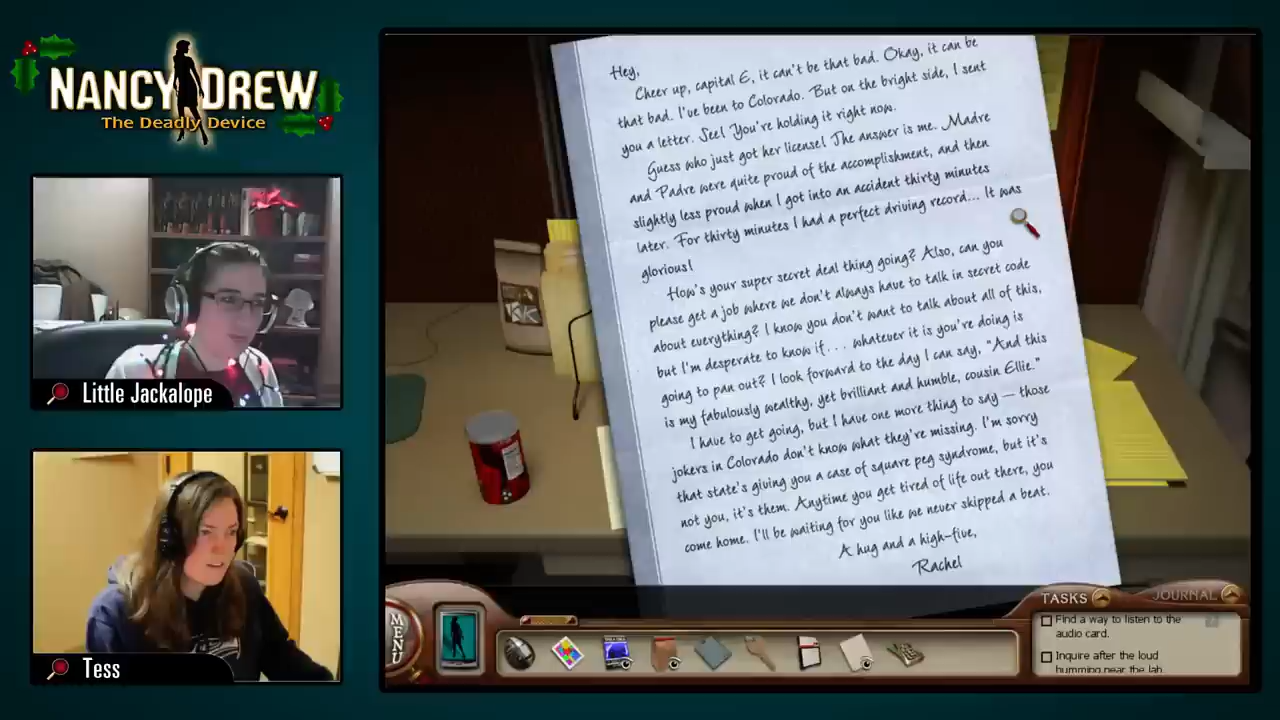 NANCY DREW
The Deadly Device
Hey,
Cheer up, capital E, it can't be that bad. Okay, it can be
that bad. I've been to Colorado. But on the bright side, I sent
you a letter. See! You're holding it right now.
Guess who just got her license! The answer is me. Madre
and Padre were quite proud of the accomplishment, and then
slightly less proud when I got into an accident thirty minutes
later. For thirty minutes I had a perfect driving record... It was
glorious!
How's your super secret deal thing going? Also, can you
please get a job where we don't always have to talk in secret code
about everything? I know you don't want to talk about all of this,
but I'm desperate to know if . . . whatever it is you're doing is
going to pan out? I look forward to the day I can say, "And this
is my fabulously wealthy, yet brilliant and humble, cousin Ellie."
I have to get going, but I have one more thing to say — those
jokers in Colorado don't know what they're missing. I'm sorry
that state's giving you a case of square peg syndrome, but it's
not you, it's them. Anytime you get tired of life out there, you
come home. I'll be waiting for you like we never skipped a beat.
A hug and a high-five,
Rachel
Little Jackalope
Tess
KK
MENU
TASKS
JOURNAL
Find a way to listen to the
audio card.
Inquire after the loud
humming near the lab